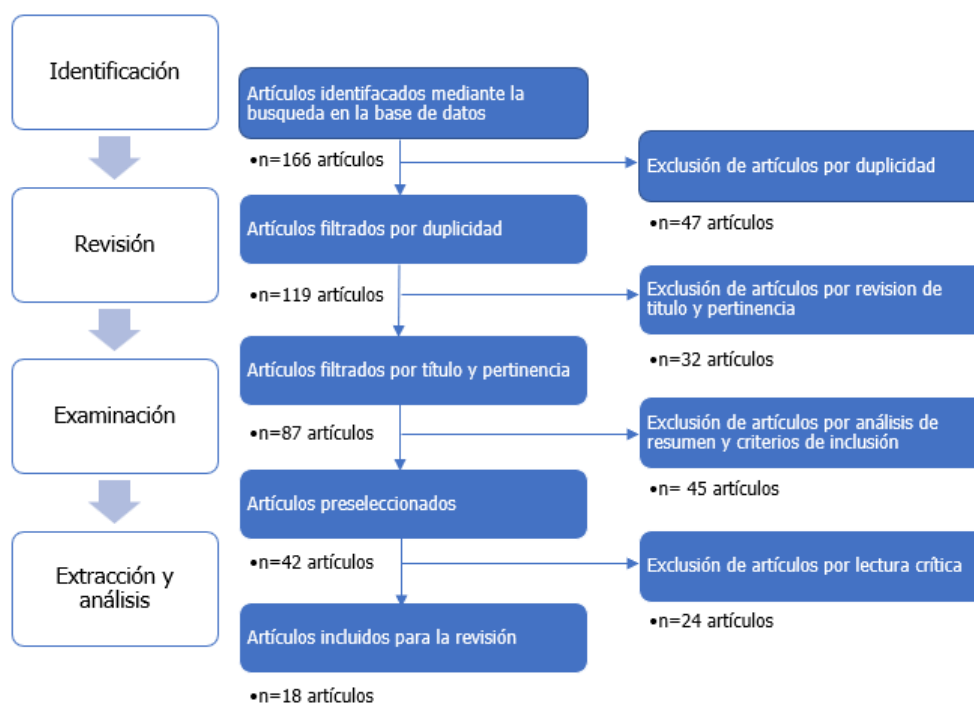 Identificación
Artículos identifacados mediante la
busqueda en la base de datos
•n=166 artículos
Exclusión de artículos por duplicidad
•n=47 artículos
Revisión
Artículos filtrados por duplicidad
•n=119 artículos
Exclusión de artículos por revision de
titulo y pertinencia
•n=32 artículos
Examinación
Artículos filtrados por título y pertinencia
•n=87 artículos
Exclusión de artículos por análisis de
resumen y criterios de inclusión
•n= 45 artículos
Artículos preseleccionados
•n=42 artículos
Exclusión de artículos por lectura crítica
•n=24 artículos
Extracción y
análisis
Artículos incluidos para la revisión
•n=18 artículos